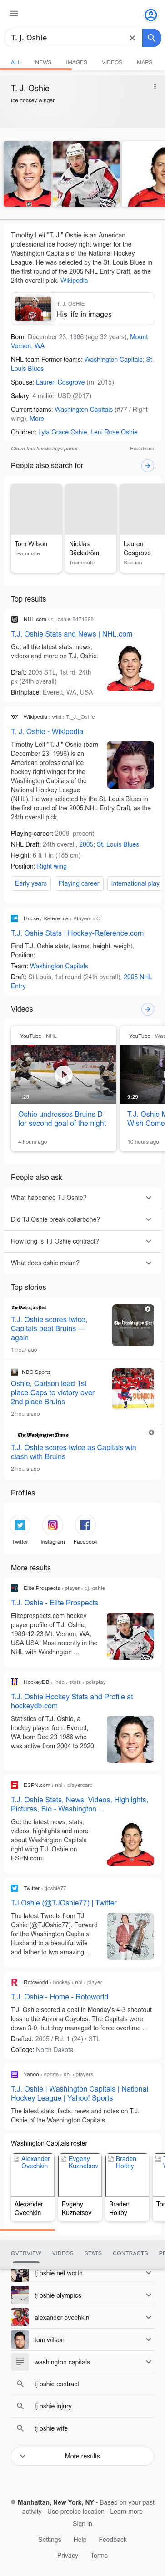 T. J. Oshie
ALL NEWS IMAGES VIDEOS MAPS
T. J. Oshie
Ice hockey winger
Timothy Leif "T. J." Oshie is an American
professional ice hockey right winger for the
Washington Capitals of the National Hockey
League. He was selected by the St. Louis Blues in
the first round of the 2005 NHL Entry Draft, as the
24th overall pick. Wikipedia
T. J. OSHIE
His life in images
Born: December 23, 1986 (age 32 years), Mount
Vernon, WA
NHL team Former teams: Washington Capitals; St.
Louis Blues
Spouse: Lauren Cosgrove (m. 2015)
Salary: 4 million USD (2017)
Current teams: Washington Capitals (#77 / Right
wing), More
Children: Lyla Grace Oshie, Leni Rose Oshie
Claim this knowledge panel Feedback
People also search for
Tom Wilson
Teammate
Nicklas
Bäckström
Teammate
Lauren
Cosgrove
Spouse
Top results
NHL.com › t-j-oshie-8471698
T.J. Oshie Stats and News | NHL.com
Get all the latest stats, news,
videos and more on T.J. Oshie.
Draft: 2005 STL, 1st rd, 24th
pk (24th overall)
Birthplace: Everett, WA, USA
Wikipedia › wiki › T._J._Oshie
T. J. Oshie - Wikipedia
Timothy Leif "T. J." Oshie (born
December 23, 1986) is an
American professional ice
hockey right winger for the
Washington Capitals of the
National Hockey League
(NHL). He was selected by the St. Louis Blues in
the first round of the 2005 NHL Entry Draft, as the
24th overall pick.
Playing career: 2008–present
NHL Draft: 24th overall, 2005; St. Louis Blues
Height: 6 ft 1 in (185 cm)
Position: Right wing
Early years Playing career International play
Hockey Reference › Players › O
T.J. Oshie Stats | Hockey-Reference.com
Find T.J. Oshie stats, teams, height, weight,
Position:
Team: Washington Capitals
Draft: St.Louis, 1st round (24th overall), 2005 NHL
Entry
Videos
YouTube · NHL
1:25
Oshie undresses Bruins D
for second goal of the night
4 hours ago
9:29
T.J. Oshie
Wish Come
10 hours ago
People also ask
What happened TJ Oshie?
Did TJ Oshie break collarbone?
How long is TJ Oshie contract?
What does oshie mean?
Top stories
The Washington Post
T.J. Oshie scores twice,
Capitals beat Bruins —
again
1 hour ago
NBC Sports
Oshie, Carlson lead 1st
place Caps to victory over
2nd place Bruins
2 hours ago
The Washington Times
T.J. Oshie scores twice as Capitals win
clash with Bruins
2 hours ago
Profiles
Twitter Instagram Facebook
More results
Elite Prospects › player › t.j.-oshie
T.J. Oshie - Elite Prospects
Eliteprospects.com hockey
player profile of T.J. Oshie,
1986-12-23 Mt. Vernon, WA,
USA USA. Most recently in the
NHL with Washington ...
HockeyDB › ihdb › stats › pdisplay
T.J. Oshie Hockey Stats and Profile at
hockeydb.com
Statistics of T.J. Oshie, a
hockey player from Everett,
WA born Dec 23 1986 who
was active from 2004 to 2020.
ESPN.com › nhl › playercard
T.J. Oshie Stats, News, Videos, Highlights,
Pictures, Bio - Washington ...
Get the latest news, stats,
videos, highlights and more
about Washington Capitals
right wing T.J. Oshie on
ESPN.com.
Twitter › tjoshie77
TJ Oshie (@TJOshie77) | Twitter
The latest Tweets from TJ
Oshie (@TJOshie77). Forward
for the Washington Capitals.
Husband to a beautiful wife
and father to two amazing ...
Rotoworld › hockey › nhl › player
T.J. Oshie - Home - Rotoworld
T.J. Oshie scored a goal in Monday's 4-3 shootout
loss to the Arizona Coyotes. The Capitals were
down 3-0, but they managed to force overtime ...
Drafted: 2005 / Rd. 1 (24) / STL
College: North Dakota
Yahoo › sports › nhl › players
T.J. Oshie | Washington Capitals | National
Hockey League | Yahoo! Sports
The latest stats, facts, news and notes on T.J.
Oshie of the Washington Capitals.
Washington Capitals roster
Alexander
Ovechkin
Evgeny
Kuznetsov
Braden
Holtby
Alexander
Ovechkin
Evgeny
Kuznetsov
Braden
Holtby
OVERVIEW VIDEOS STATS CONTRACTS
tj oshie net worth
tj oshie olympics
alexander ovechkin
tom wilson
washington capitals
tj oshie contract
tj oshie injury
tj oshie wife
More results
Manhattan, New York, NY - Based on your past
activity - Use precise location - Learn more
Sign in
Settings Help Feedback
Privacy Terms